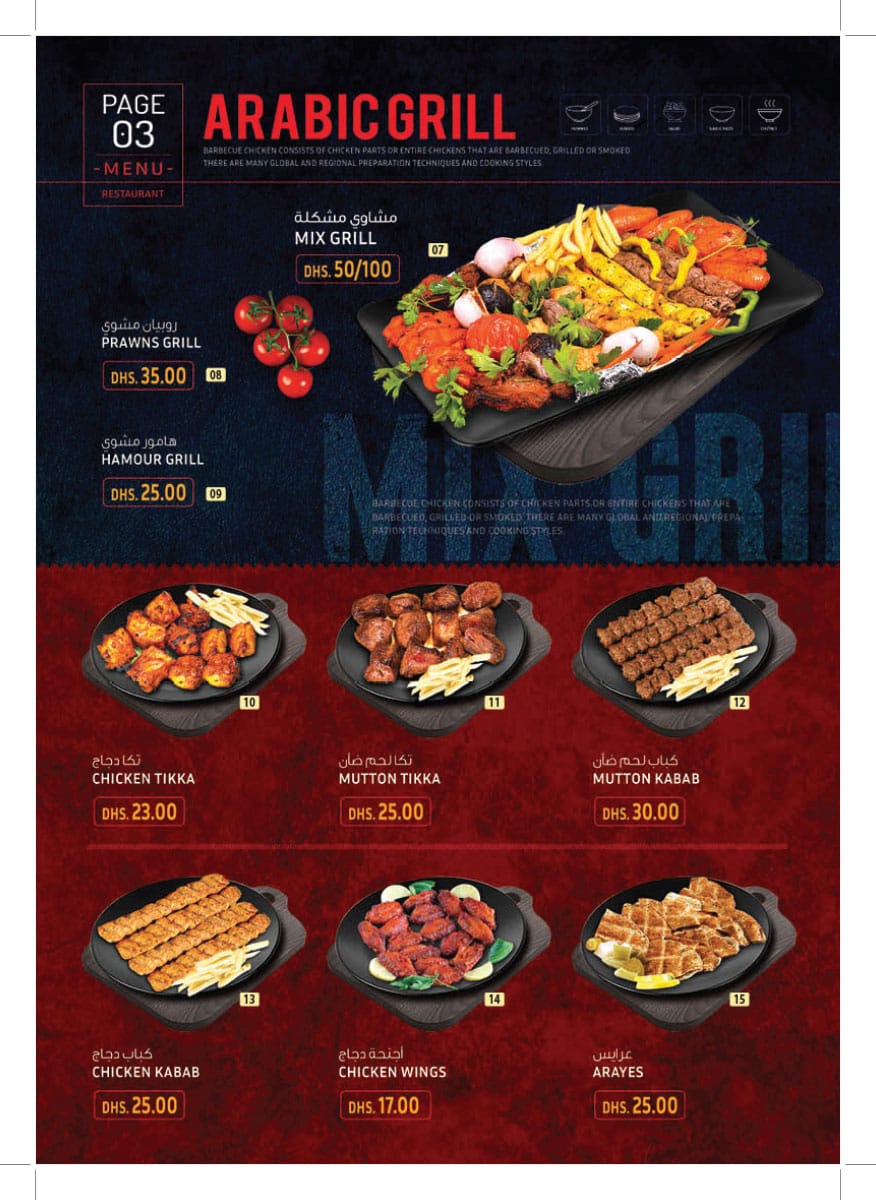 PAGE
03
-MENU-
RESTAURANT
ARABIC GRILL
BARBECUE CHICKEN CONSISTS OF CHICKEN PARTS OR ENTIRE CHICKENS THAT ARE BARBECUED, GRILLED OR SMOKED
THERE ARE MANY GLOBAL AND REGIONAL PREPARATION TECHNIQUES AND COOKING STYLES.
مشاوي مشكلة
MIX GRILL
07
DHS. 50/100
روبيان مشوي
PRAWNS GRILL
DHS. 35.00
08
هامور مشوي
HAMOUR GRILL
DHS. 25.00
09
MIX GRIL
BARBECUE CHICKEN CONSISTS OF CHICKEN PARTS OR ENTIRE CHICKENS THAT ARE
BARBECUED, GRILLED OR SMOKED. THERE ARE MANY GLOBAL AND REGIONAL PREPA-
RATION TECHNIQUES AND COOKING STYLES.
10
11
12
تكا دجاج
CHICKEN TIKKA
DHS. 23.00
تكا لحم ضأن
MUTTON TIKKA
DHS. 25.00
كباب لحم ضأن
MUTTON KABAB
DHS. 30.00
13
14
15
كباب دجاج
CHICKEN KABAB
DHS. 25.00
أجنحة دجاج
CHICKEN WINGS
DHS. 17.00
عرايس
ARAYES
DHS. 25.00